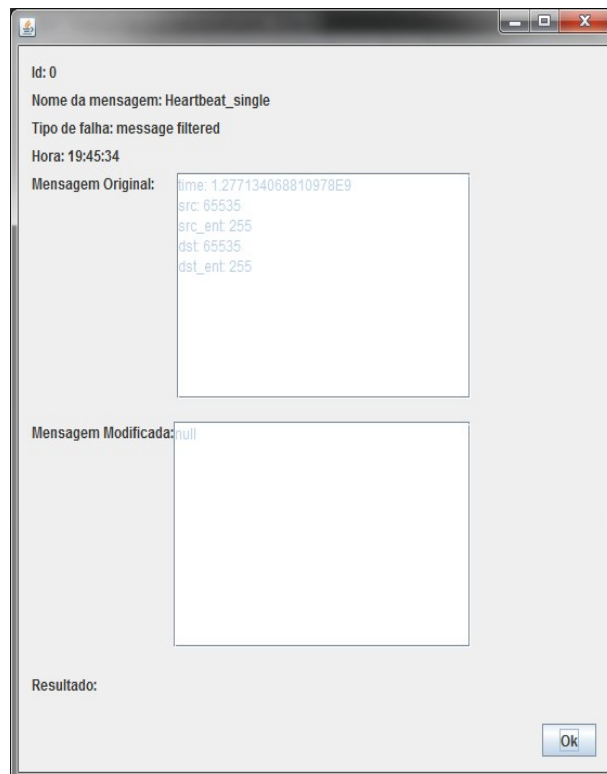 Id: 0
Nome da mensagem: Heartbeat_single
Tipo de falha: message filtered
Hora: 19:45:34
Mensagem Original:
time: 1.277134068810978E9
src: 65535
src_ent: 255
dst: 65535
dst_ent: 255
Mensagem Modificada:
null
Resultado:
Ok